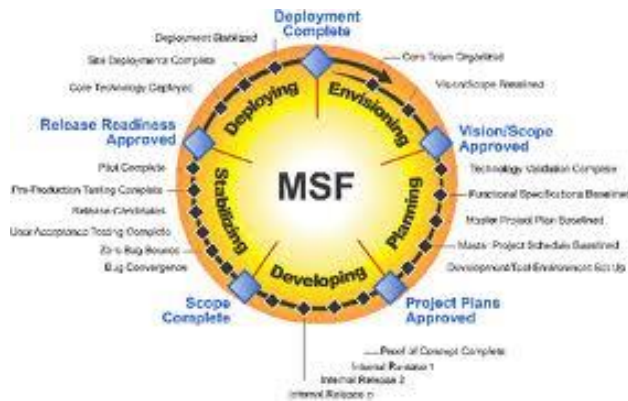 Deployment
Complete
Deployment Stabilized
Site Deployments Complete
Core Technology Deployed
Core Team Organized
Vision/Scope Baselined
Deploying
Envisioning
Release Readiness
Approved
Vision/Scope
Approved
Pilot Complete
Pre-Production Testing Complete
Release Candidates
User Acceptance Testing Complete
Zero Bug Bounce
Bug Convergence
MSF
Technology Validation Complete
Functional Specifications Baselined
Master Project Plan Baselined
Master Project Schedule Baselined
Development/Tool Environment Set Up
Stabilizing
Planning
Developing
Scope
Complete
Project Plans
Approved
Proof of Concept Complete
Internal Release 1
Internal Release 2
Internal Release n